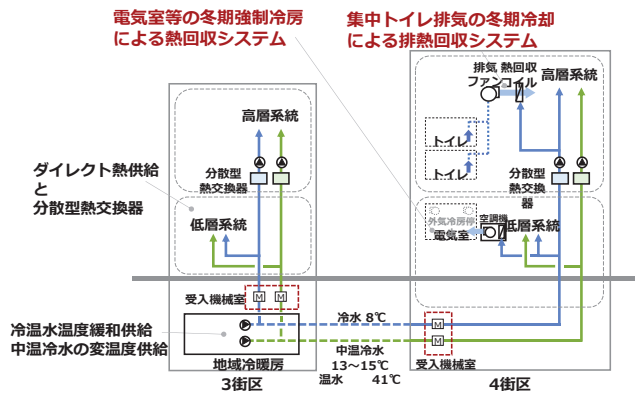 電気室等の冬期強制冷房
による熱回収システム
集中トイレ排気の冬期冷却
による排熱回収システム
排気 熱回収
ファンコイル
高層系統
高層系統
トイレ
トイレ
分散型
熱交換器
分散型
熱交換
器
ダイレクト熱供給
と
分散型熱交換器
低層系統
外気冷房停
電気室
空調機
低層系統
受入機械室
M
M
冷水 8℃
M
M
冷温水温度緩和供給
中温冷水の変温度供給
中温冷水
13～15℃
温水 41℃
地域冷暖房
受入機械室
3街区
4街区